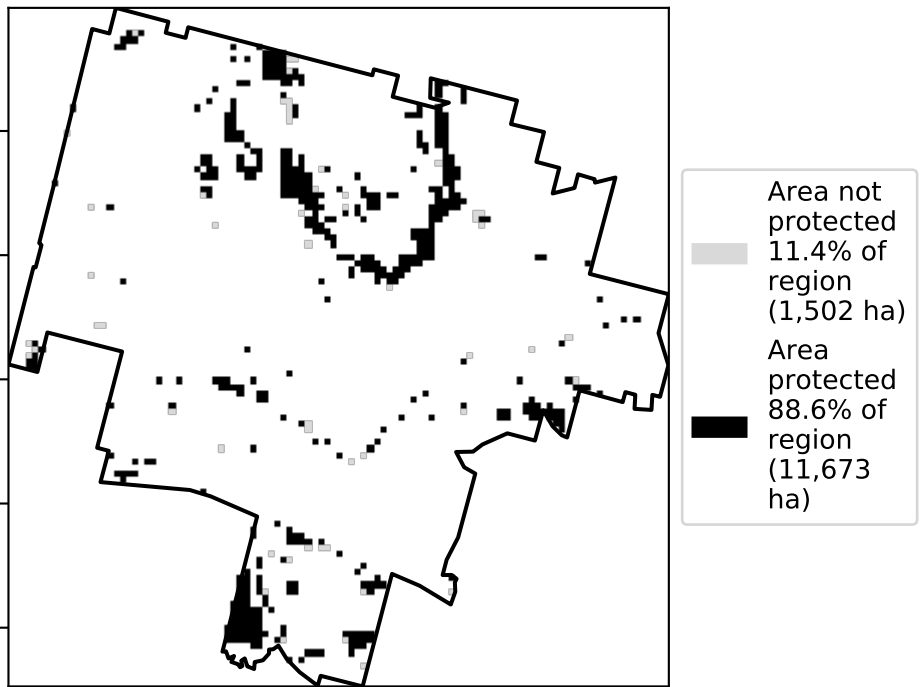 Area not
protected
11.4% of
region
(1,502 ha)
Area
protected
88.6% of
region
(11,673
ha)